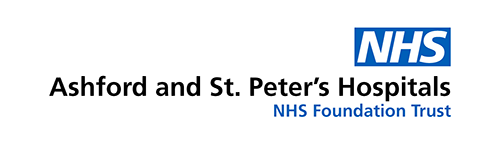 NHS
Ashford and St. Peter’s Hospitals
NHS Foundation Trust